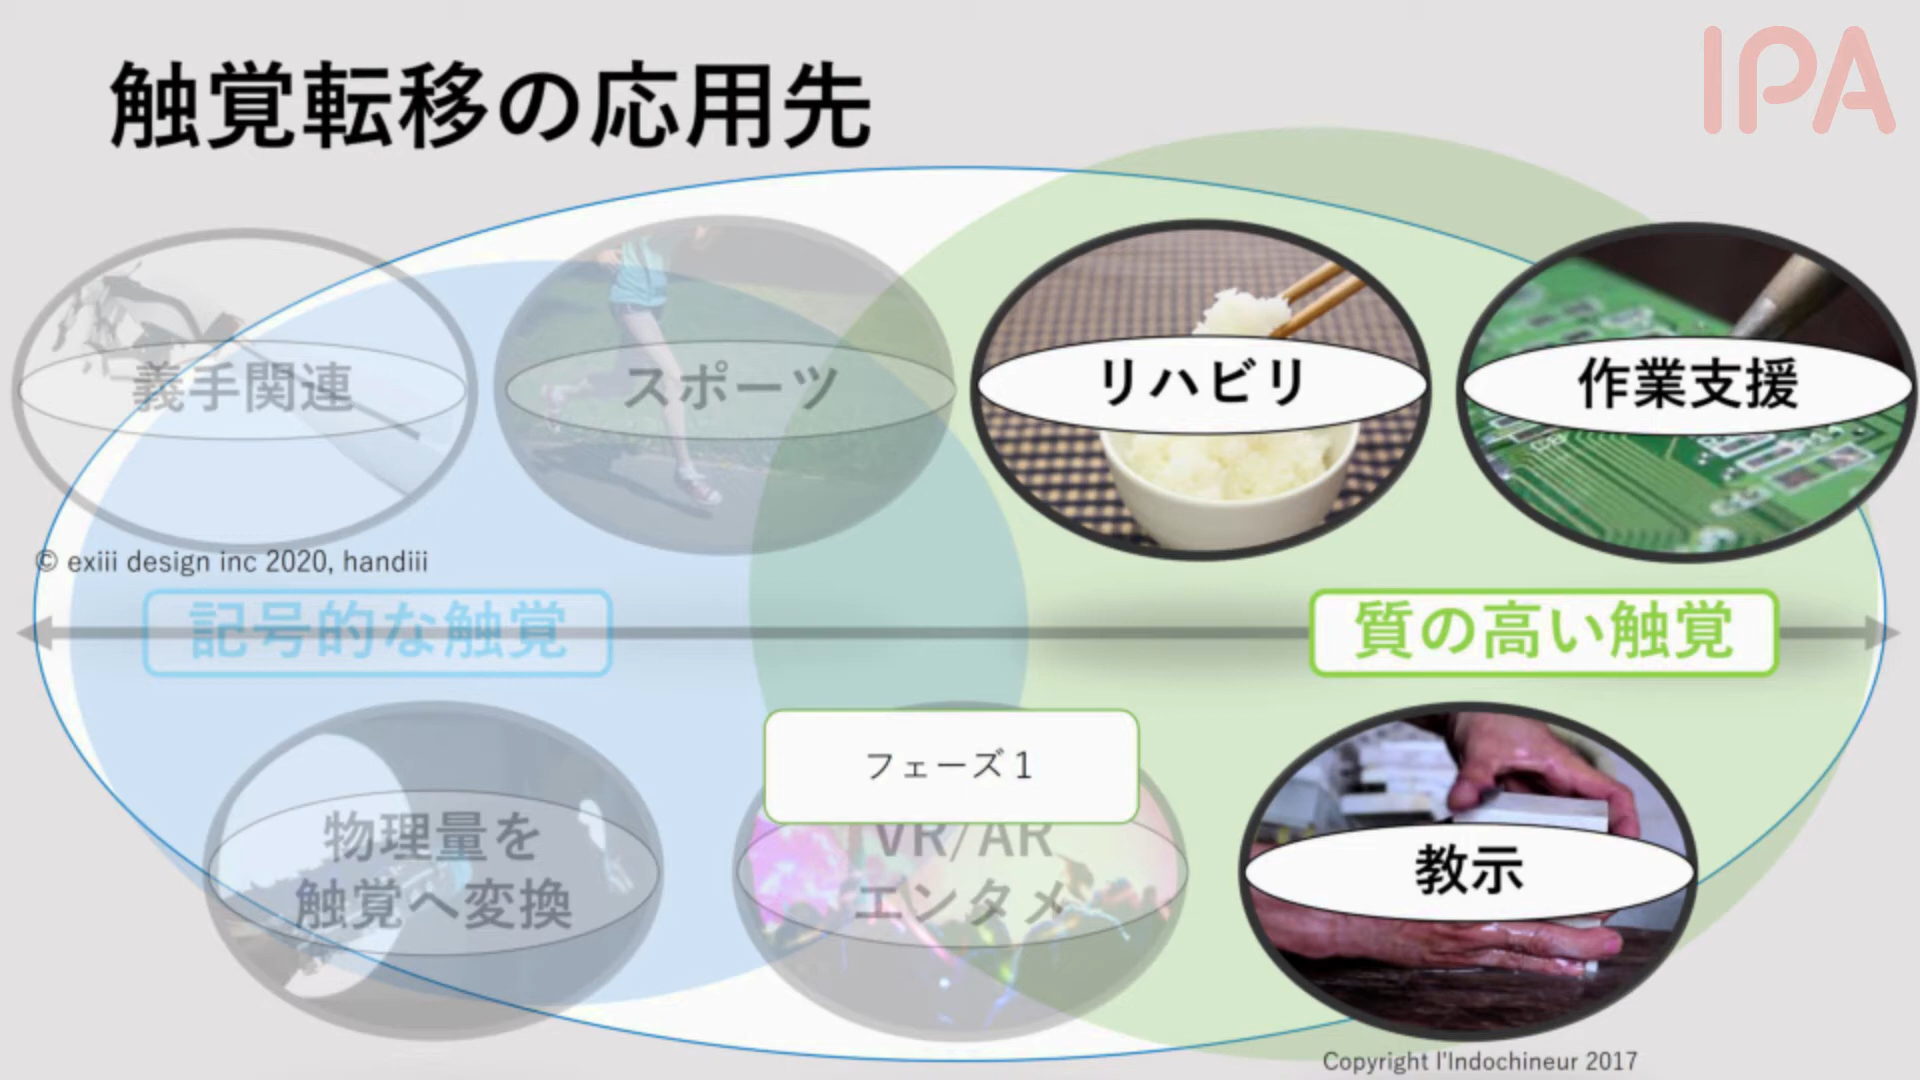 IPA
触覚転移の応用先
義手関連
スポーツ
リハビリ
作業支援
© exiii design inc 2020, handiii
記号的な触覚
質の高い触覚
フェーズ1
物理量を
触覚へ変換
VR/AR
エンタメ
教示
Copyright l'Indochineur 2017